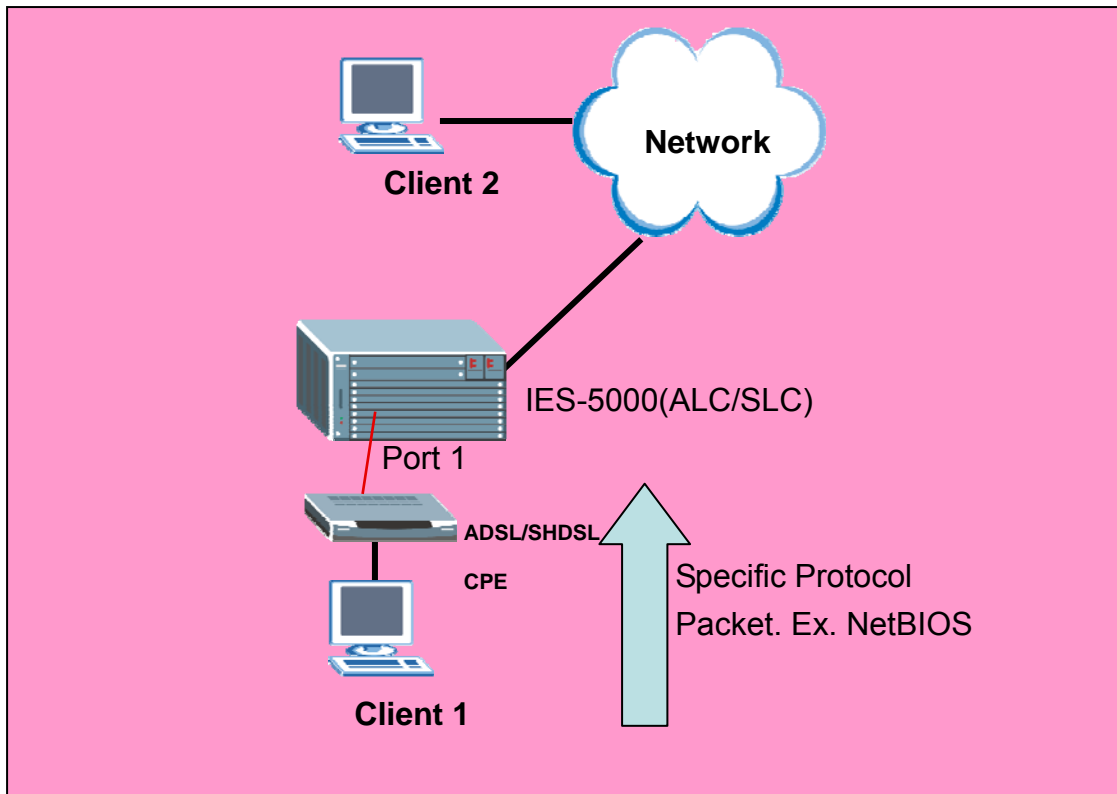 Network
Client 2
IES-5000(ALC/SLC)
Port 1
ADSL/SHDSL
CPE
Specific Protocol
Packet. Ex. NetBIOS
Client 1